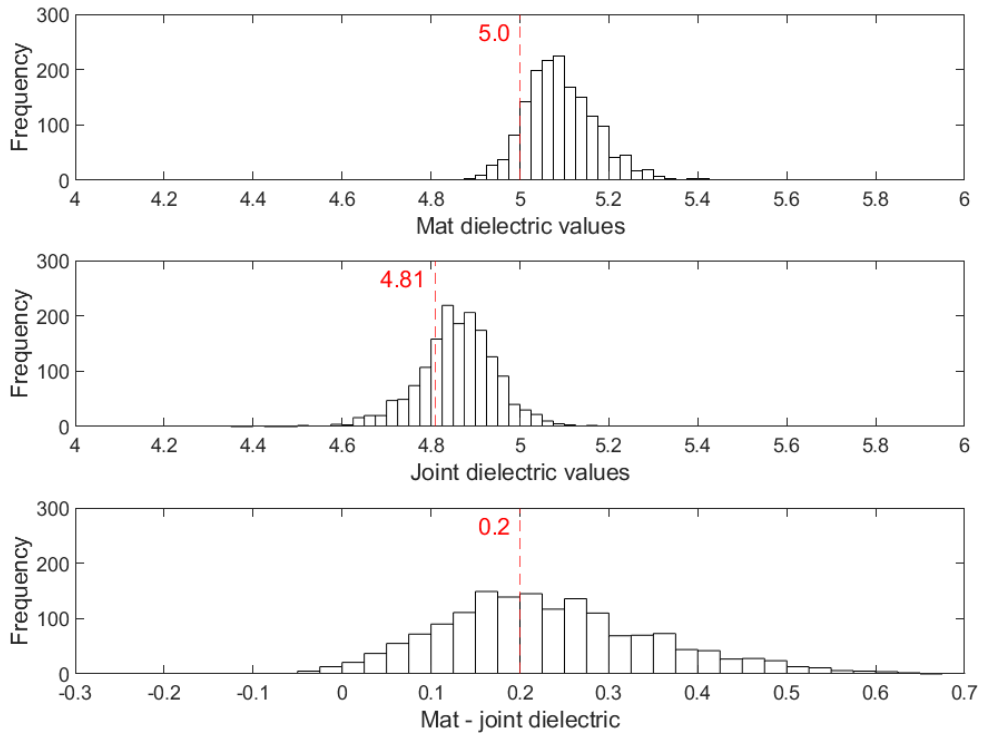 300
200
100
0
Frequency
5.0
4 4.2 4.4 4.6 4.8 5 5.2 5.4 5.6 5.8 6
Mat dielectric values
300
200
100
0
Frequency
4.81
4 4.2 4.4 4.6 4.8 5 5.2 5.4 5.6 5.8 6
Joint dielectric values
300
200
100
0
Frequency
0.2
-0.3 -0.2 -0.1 0 0.1 0.2 0.3 0.4 0.5 0.6 0.7
Mat - joint dielectric